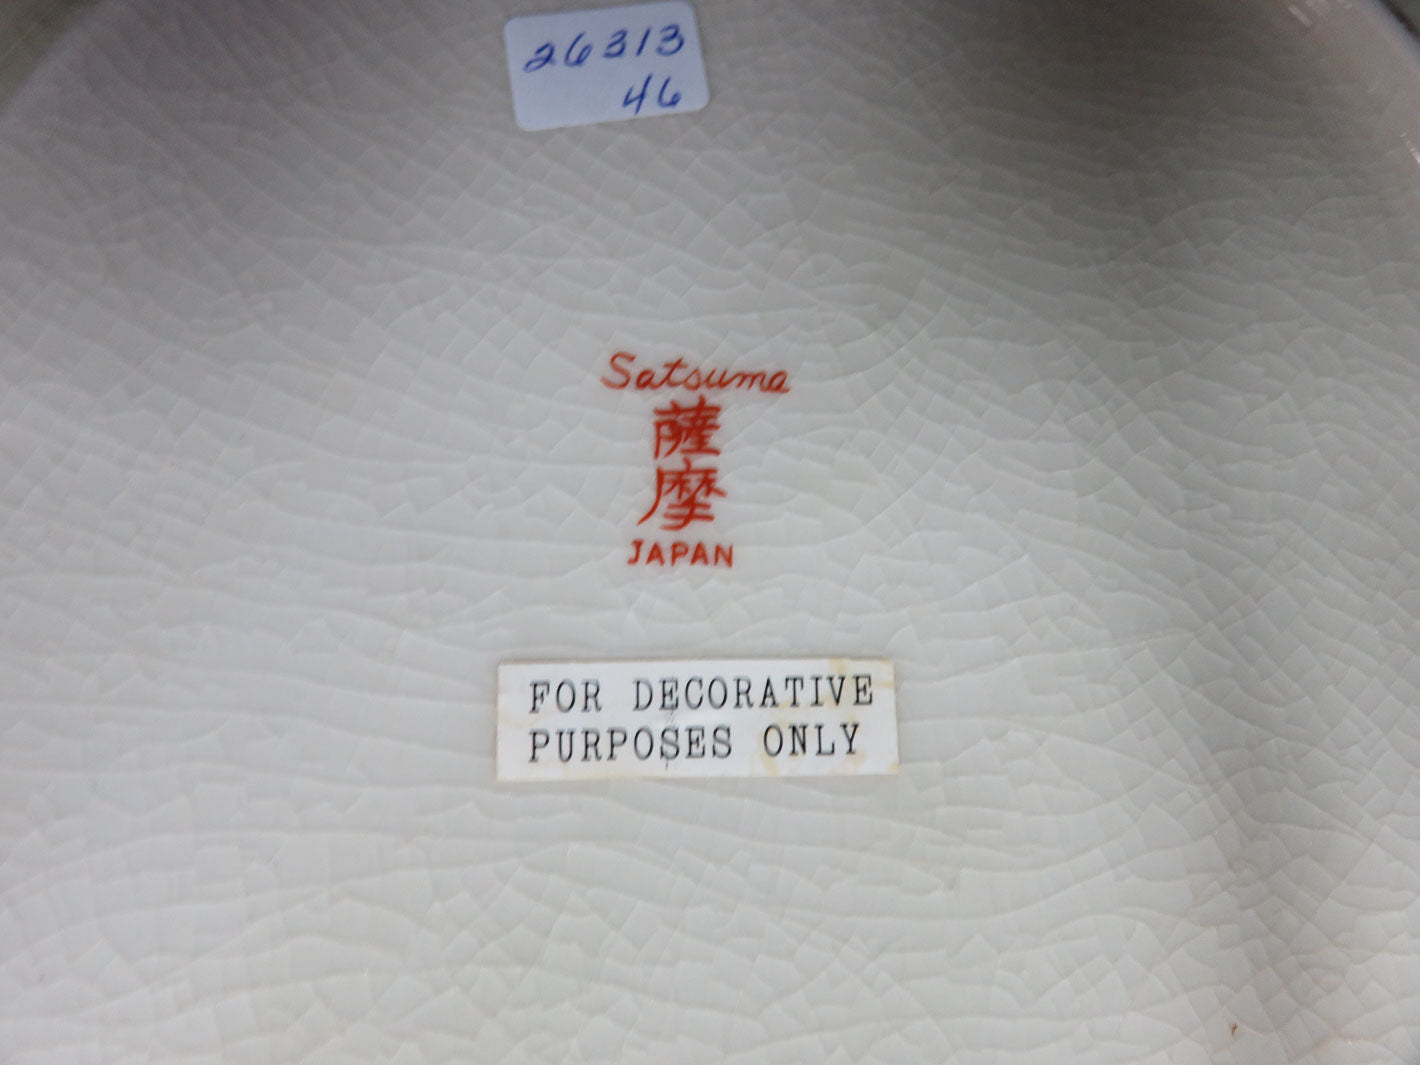 26313
46
Satsuma
薩
摩
JAPAN
FOR DECORATIVE
PURPOSES ONLY